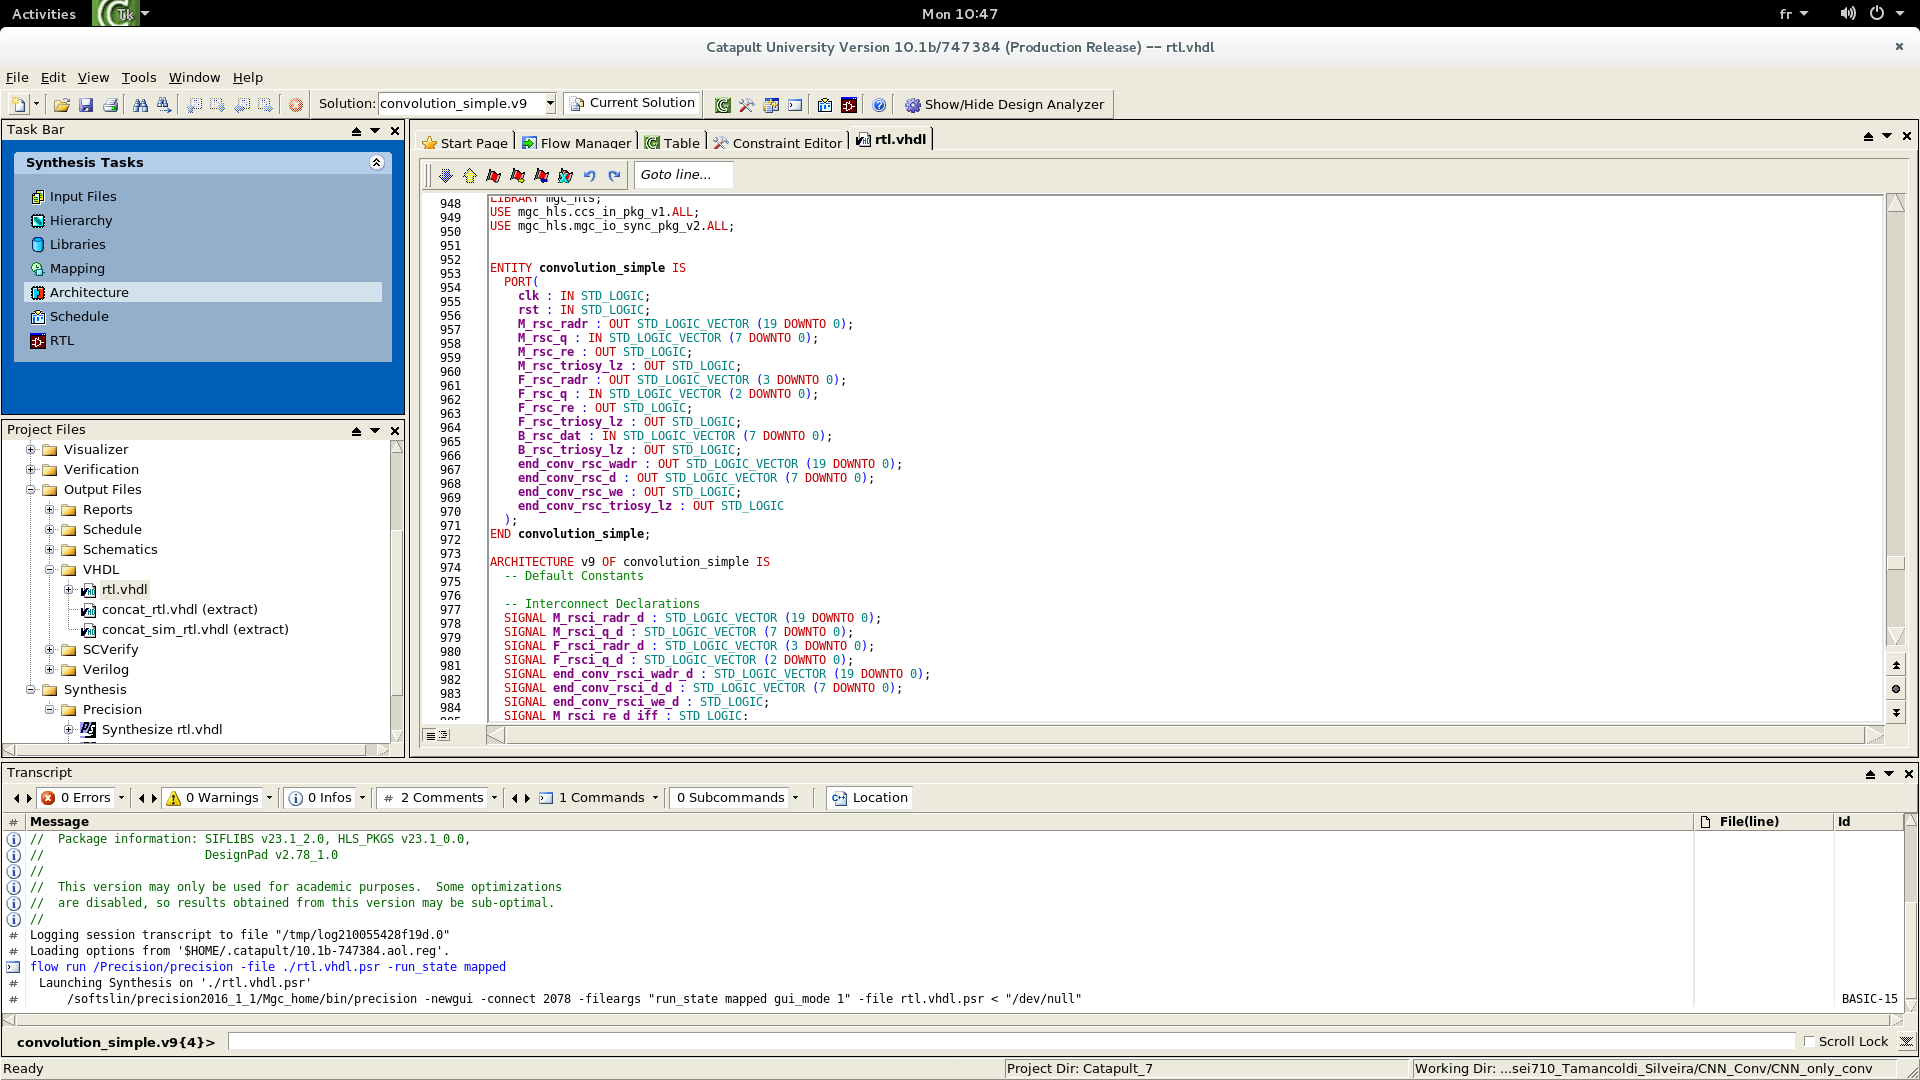 Activities
Tk
Mon 10:47
fr
Catapult University Version 10.1b/747384 (Production Release) -- rtl.vhdl
File Edit View Tools Window Help
Solution: convolution_simple.v9 Current Solution Show/Hide Design Analyzer
Task Bar
Synthesis Tasks
Input Files
Hierarchy
Libraries
Mapping
Architecture
Schedule
RTL
Project Files
Visualizer
Verification
Output Files
Reports
Schedule
Schematics
VHDL
rtl.vhdl
concat_rtl.vhdl (extract)
concat_sim_rtl.vhdl (extract)
SCVerify
Verilog
Synthesis
Precision
Synthesize rtl.vhdl
Start Page Flow Manager Table Constraint Editor rtl.vhdl
Goto line...
948 LIBRARY mgc_hls;
949 USE mgc_hls.ccs_in_pkg_v1.ALL;
950 USE mgc_hls.mgc_io_sync_pkg_v2.ALL;
951
952
953 ENTITY convolution_simple IS
954 PORT(
955 clk : IN STD_LOGIC;
956 rst : IN STD_LOGIC;
957 M_rsc_radr : OUT STD_LOGIC_VECTOR (19 DOWNTO 0);
958 M_rsc_q : IN STD_LOGIC_VECTOR (7 DOWNTO 0);
959 M_rsc_re : OUT STD_LOGIC;
960 M_rsc_triosy_lz : OUT STD_LOGIC;
961 F_rsc_radr : OUT STD_LOGIC_VECTOR (3 DOWNTO 0);
962 F_rsc_q : IN STD_LOGIC_VECTOR (2 DOWNTO 0);
963 F_rsc_re : OUT STD_LOGIC;
964 F_rsc_triosy_lz : OUT STD_LOGIC;
965 B_rsc_dat : IN STD_LOGIC_VECTOR (7 DOWNTO 0);
966 B_rsc_triosy_lz : OUT STD_LOGIC;
967 end_conv_rsc_wadr : OUT STD_LOGIC_VECTOR (19 DOWNTO 0);
968 end_conv_rsc_d : OUT STD_LOGIC_VECTOR (7 DOWNTO 0);
969 end_conv_rsc_we : OUT STD_LOGIC;
970 end_conv_rsc_triosy_lz : OUT STD_LOGIC
971 );
972 END convolution_simple;
973
974 ARCHITECTURE v9 OF convolution_simple IS
975 -- Default Constants
976
977 -- Interconnect Declarations
978 SIGNAL M_rsci_radr_d : STD_LOGIC_VECTOR (19 DOWNTO 0);
979 SIGNAL M_rsci_q_d : STD_LOGIC_VECTOR (7 DOWNTO 0);
980 SIGNAL F_rsci_radr_d : STD_LOGIC_VECTOR (3 DOWNTO 0);
981 SIGNAL F_rsci_q_d : STD_LOGIC_VECTOR (2 DOWNTO 0);
982 SIGNAL end_conv_rsci_wadr_d : STD_LOGIC_VECTOR (19 DOWNTO 0);
983 SIGNAL end_conv_rsci_d_d : STD_LOGIC_VECTOR (7 DOWNTO 0);
984 SIGNAL end_conv_rsci_we_d : STD_LOGIC;
985 SIGNAL M_rsci_re_d_iff : STD_LOGIC;
Transcript
0 Errors 0 Warnings 0 Infos # 2 Comments 1 Commands 0 Subcommands Location
# Message File(line) Id
// Package information: SIFLIBS v23.1_2.0, HLS_PKGS v23.1_0.0,
// DesignPad v2.78_1.0
//
// This version may only be used for academic purposes. Some optimizations
// are disabled, so results obtained from this version may be sub-optimal.
//
# Logging session transcript to file "/tmp/log210055428f19d.0"
# Loading options from '$HOME/.catapult/10.1b-747384.aol.reg'.
flow run /Precision/precision -file ./rtl.vhdl.psr -run_state mapped
# Launching Synthesis on './rtl.vhdl.psr'
# /softslin/precision2016_1_1/Mgc_home/bin/precision -newgui -connect 2078 -fileargs "run_state mapped gui_mode 1" -file rtl.vhdl.psr < "/dev/null" BASIC-15
convolution_simple.v9{4}> Scroll Lock
Ready Project Dir: Catapult_7 Working Dir: ...sei710_Tamancoldi_Silveira/CNN_Conv/CNN_only_conv